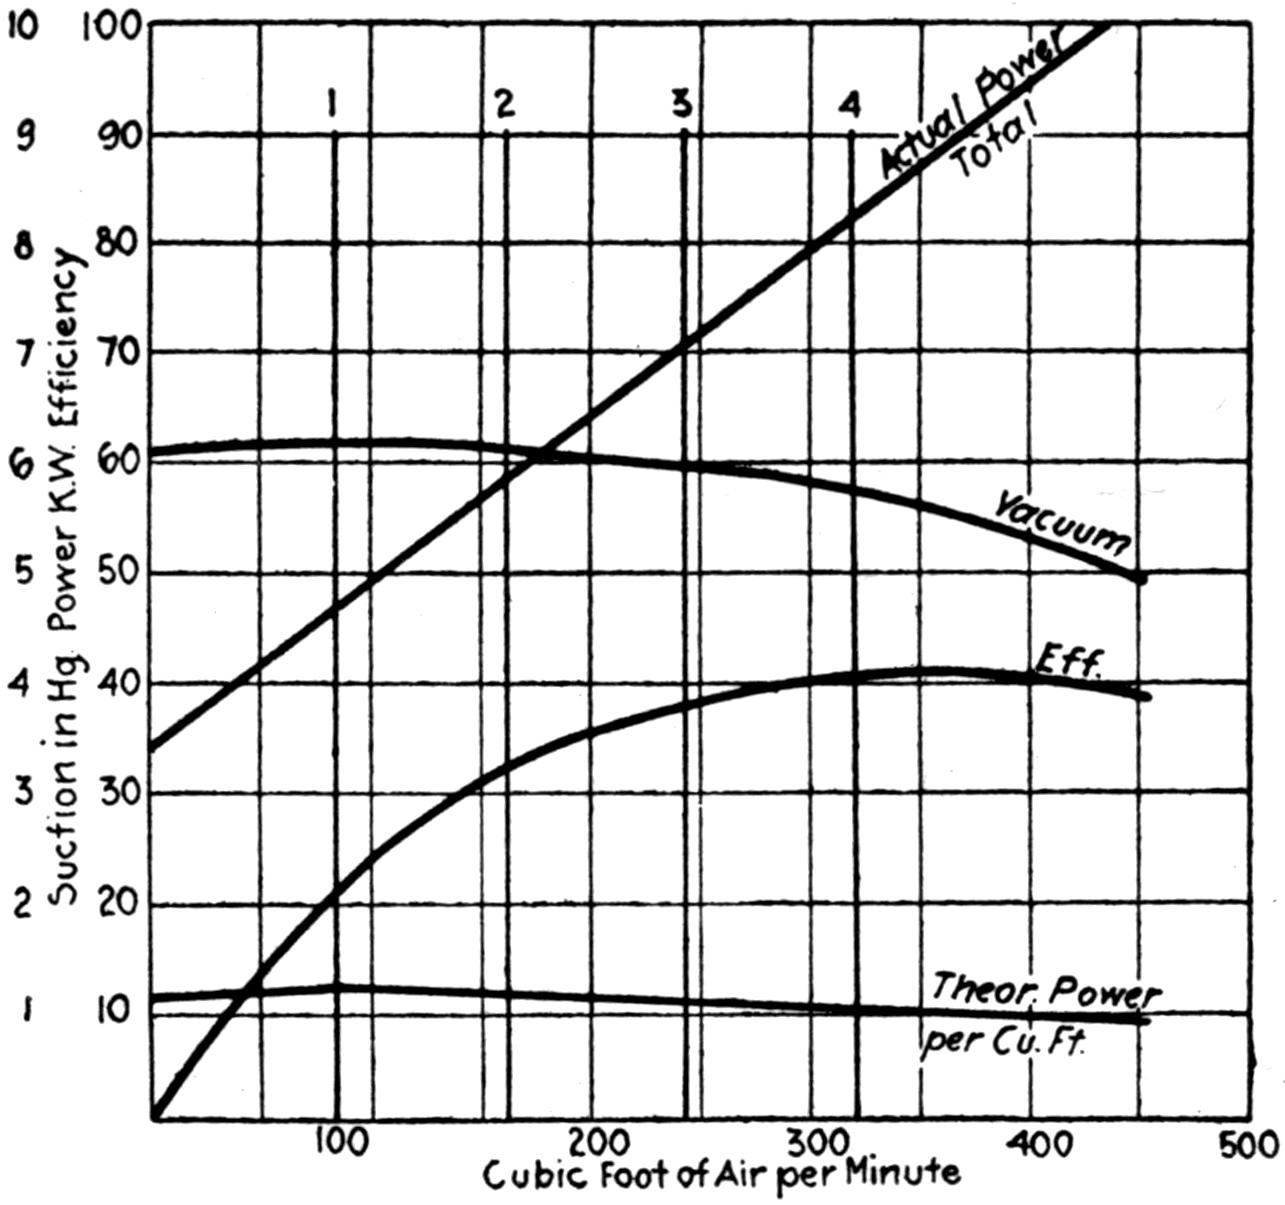 10 100
1 2 3 4
9 90
8 80
7 70
6 60
5 50
4 40
3 30
2 20
1 10
Suction in Hg. Power K.W. Efficiency
Actual Power
Total
Vacuum
Eff.
Theor. Power
per Cu. Ft.
100 200 300 400 500
Cubic Foot of Air per Minute